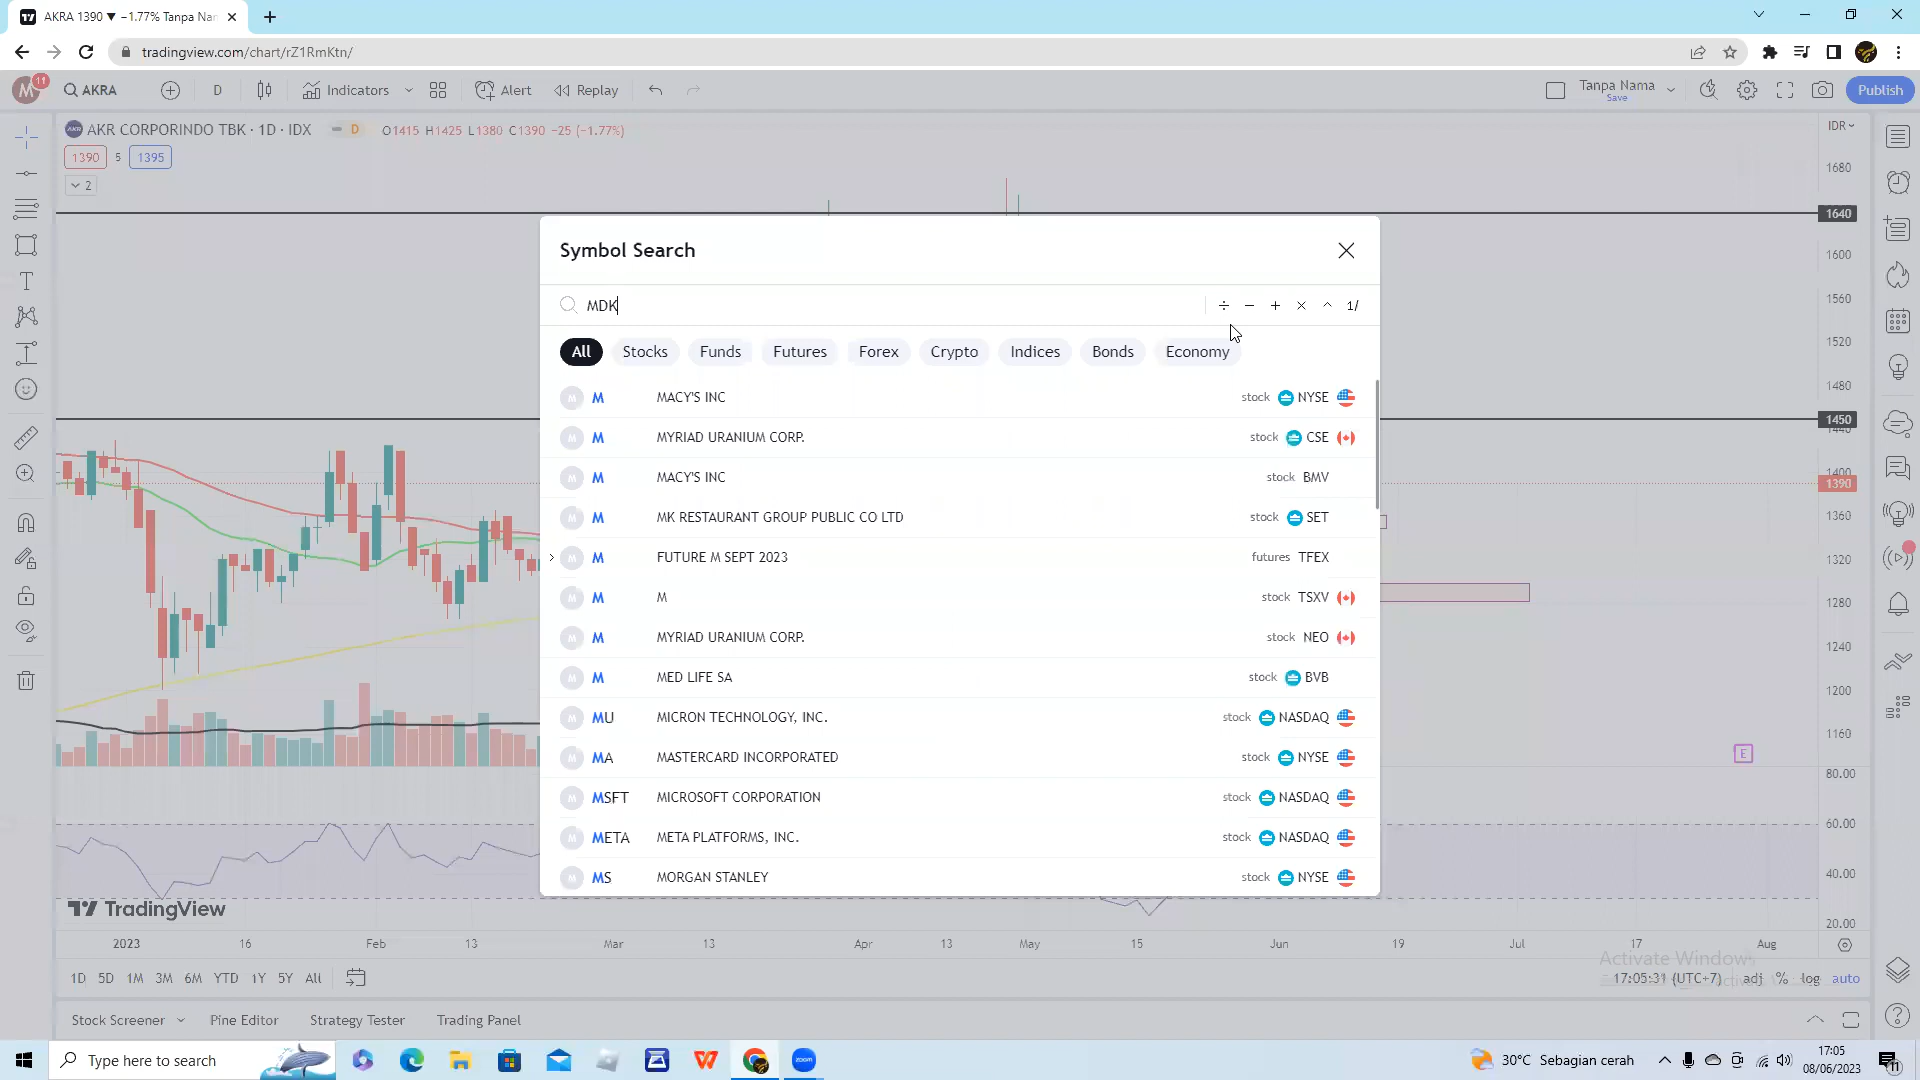 AKRA 1390 ▼ −1.77% Tanpa Nar
tradingview.com/chart/rZ1RmKtn/
M 11 AKRA D Indicators Alert Replay Tanpa Nama Save Publish
AKR CORPORINDO TBK · 1D · IDX D O1415 H1425 L1380 C1390 −25 (−1.77%) IDR
1390 5 1395
2
1680
1640
1600
1560
1520
1480
1450
1440
1400
1390
1360
1320
1280
1240
1200
1160
80.00
60.00
40.00
20.00
Symbol Search
MDK ÷ − + × ^ 1/
All Stocks Funds Futures Forex Crypto Indices Bonds Economy
M M MACY'S INC stock NYSE
M M MYRIAD URANIUM CORP. stock CSE
M M MACY'S INC stock BMV
M M MK RESTAURANT GROUP PUBLIC CO LTD stock SET
M M FUTURE M SEPT 2023 futures TFEX
M M M stock TSXV
M M MYRIAD URANIUM CORP. stock NEO
M M MED LIFE SA stock BVB
M MU MICRON TECHNOLOGY, INC. stock NASDAQ
M MA MASTERCARD INCORPORATED stock NYSE
M MSFT MICROSOFT CORPORATION stock NASDAQ
M META META PLATFORMS, INC. stock NASDAQ
M MS MORGAN STANLEY stock NYSE
E
TradingView
2023 16 Feb 13 Mar 13 Apr 13 May 15 Jun 19 Jul 17 Aug
Activate Windows
1D 5D 1M 3M 6M YTD 1Y 5Y All 17:05:31 (UTC+7) adj % log auto
Stock Screener Pine Editor Strategy Tester Trading Panel
Type here to search zoom 30°C Sebagian cerah 17:05
08/06/2023 11